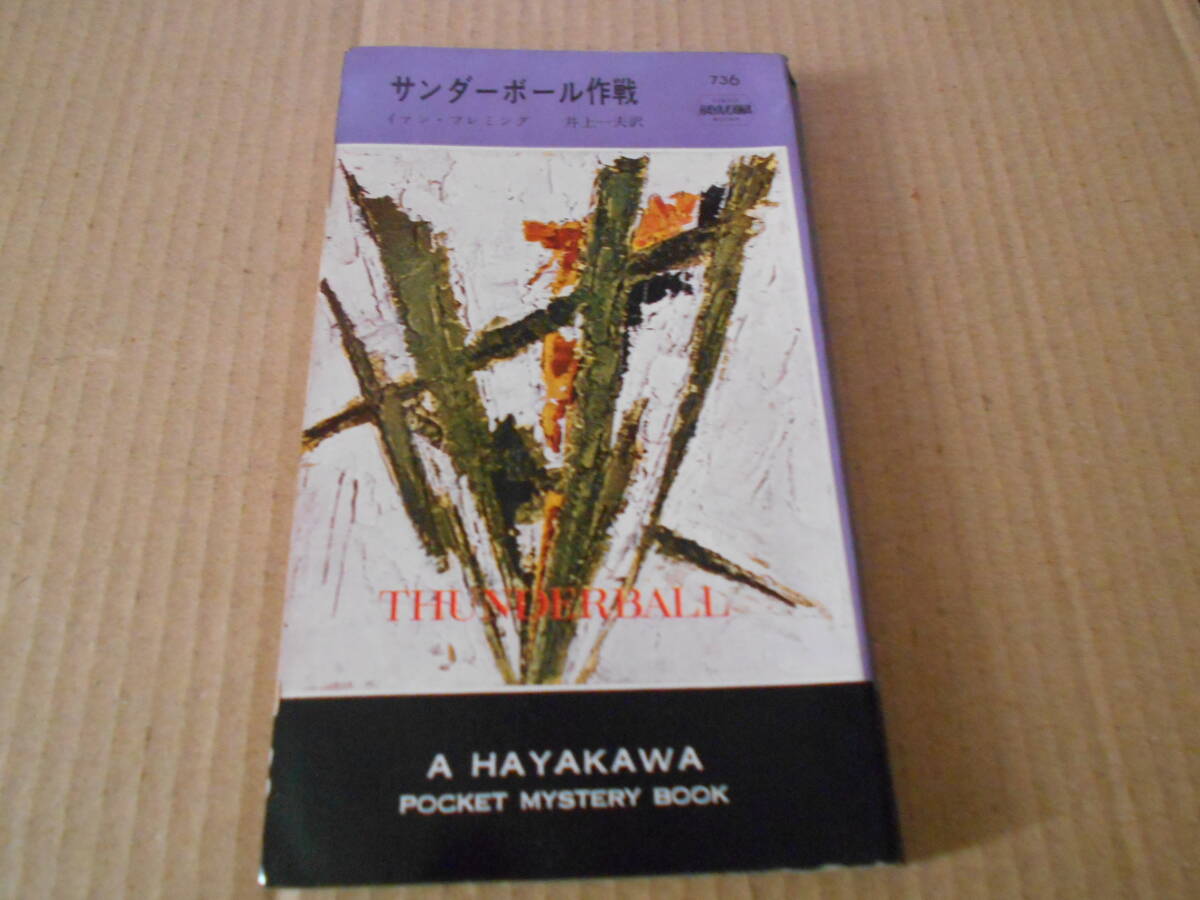 サンダーボール作戦
736
イアン・フレミング 井上一夫訳
THUNDERBALL
A HAYAKAWA
POCKET MYSTERY BOOK